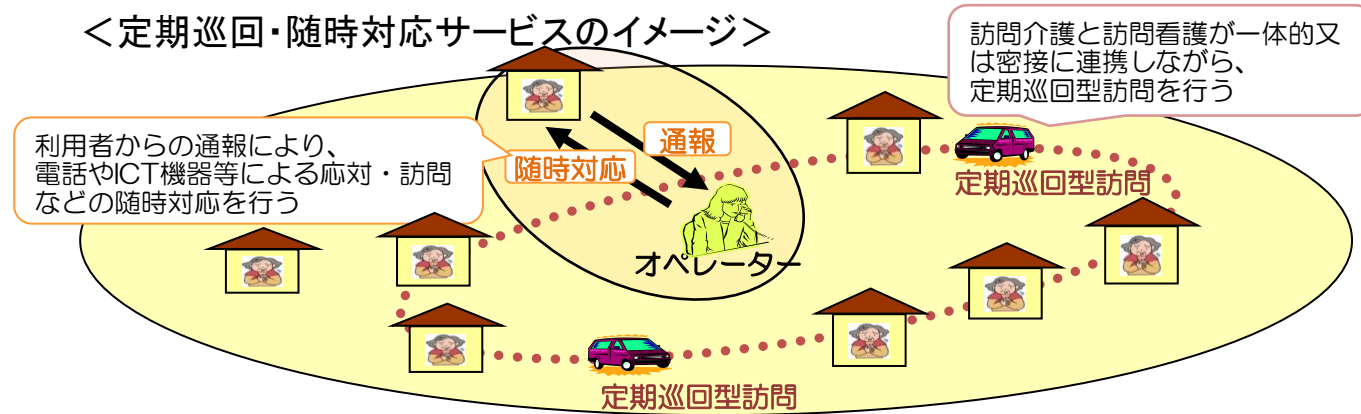 ＜定期巡回・随時対応サービスのイメージ＞
訪問介護と訪問看護が一体的又
は密接に連携しながら、
定期巡回型訪問を行う
利用者からの通報により、
電話やICT機器等による応対・訪問
などの随時対応を行う
通報
随時対応
定期巡回型訪問
オペレーター
定期巡回型訪問